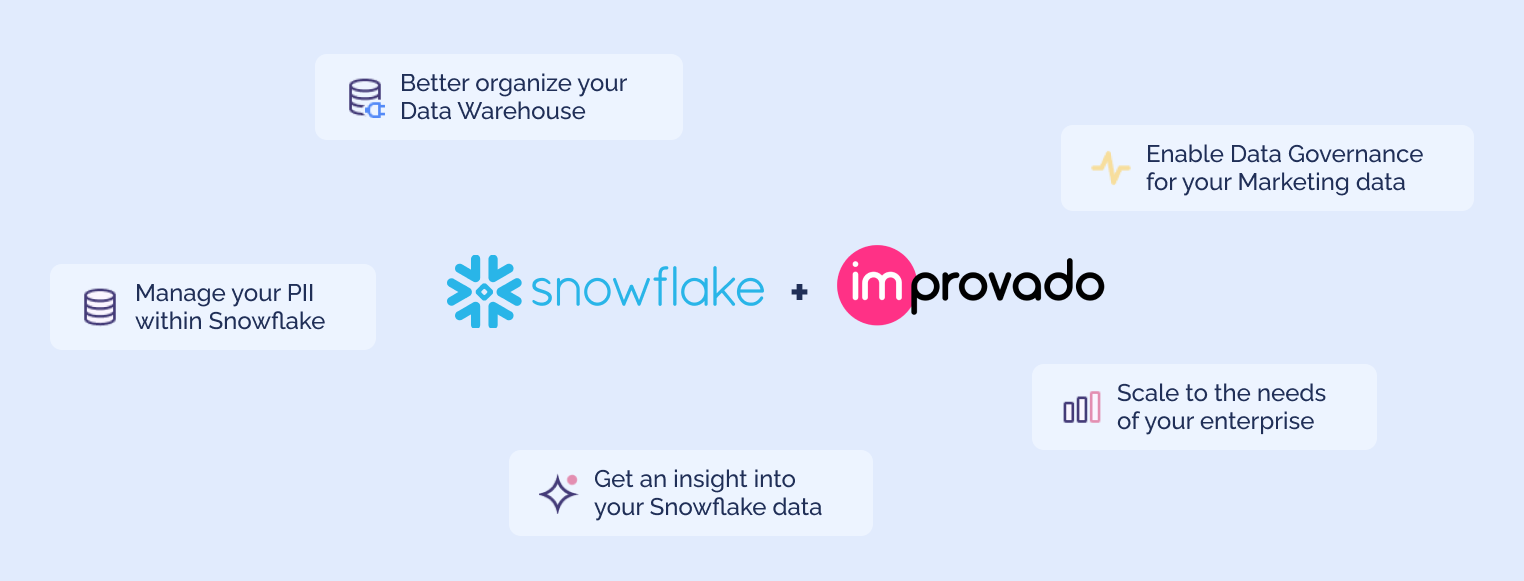 Better organize your
Data Warehouse
Enable Data Governance
for your Marketing data
Manage your PII
within Snowflake
snowflake + improvado
Scale to the needs
of your enterprise
Get an insight into
your Snowflake data